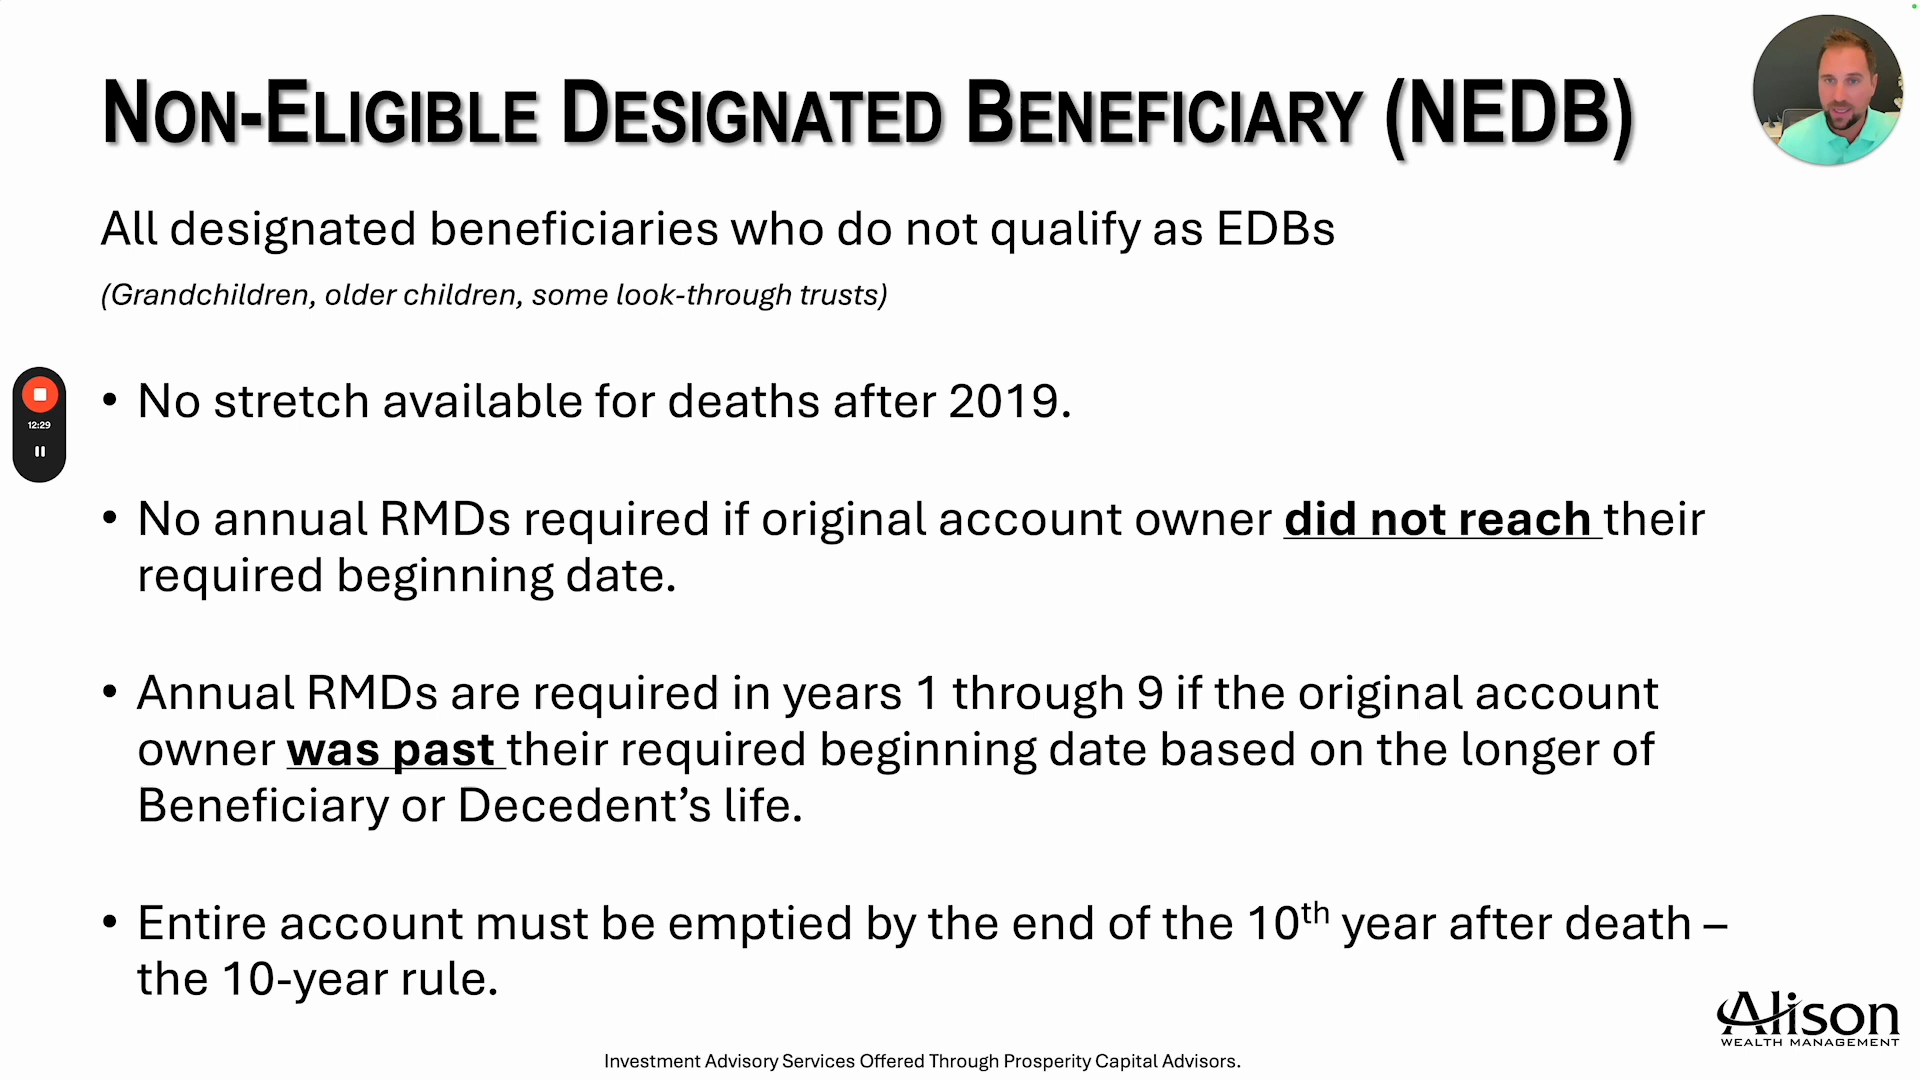 NON-ELIGIBLE DESIGNATED BENEFICIARY (NEDB)
All designated beneficiaries who do not qualify as EDBs
(Grandchildren, older children, some look-through trusts)
• No stretch available for deaths after 2019.
12:29
• No annual RMDs required if original account owner did not reach their
required beginning date.
• Annual RMDs are required in years 1 through 9 if the original account
owner was past their required beginning date based on the longer of
Beneficiary or Decedent’s life.
• Entire account must be emptied by the end of the 10th year after death –
the 10-year rule.
Alison
WEALTH MANAGEMENT
Investment Advisory Services Offered Through Prosperity Capital Advisors.